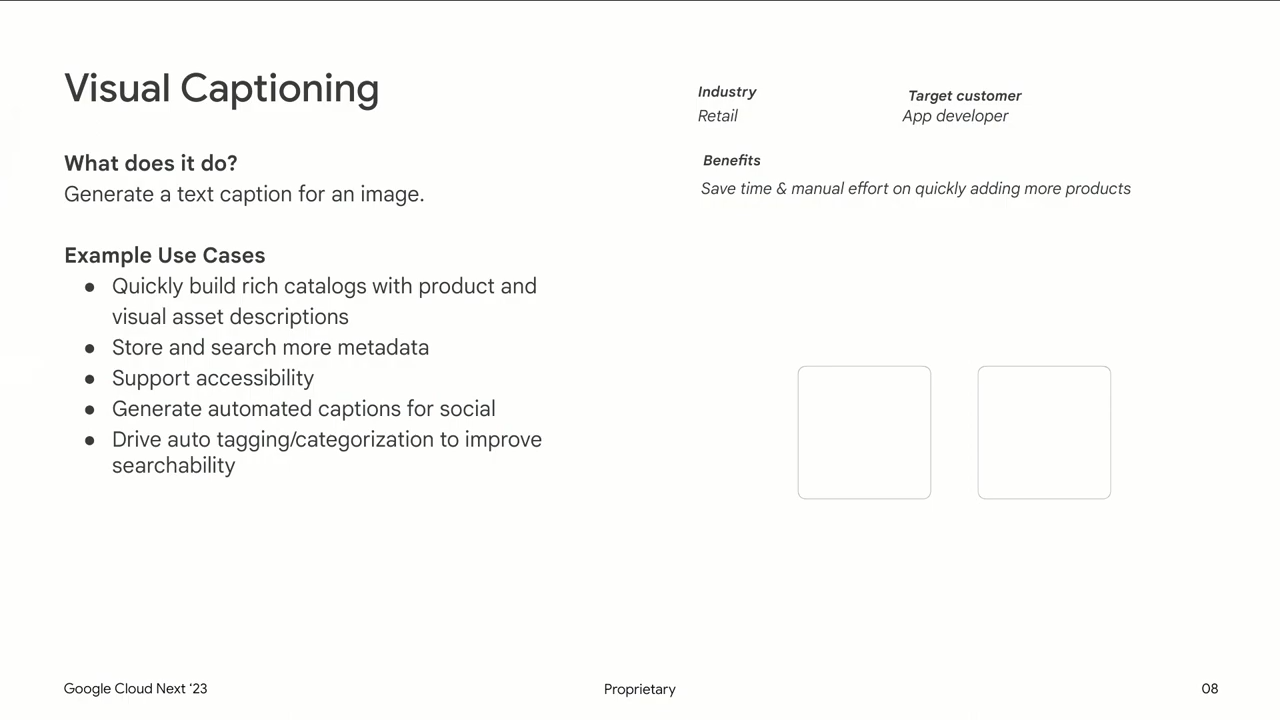 Visual Captioning
What does it do?
Generate a text caption for an image.
Example Use Cases
● Quickly build rich catalogs with product and
visual asset descriptions
● Store and search more metadata
● Support accessibility
● Generate automated captions for social
● Drive auto tagging/categorization to improve
searchability
Industry
Retail
Target customer
App developer
Benefits
Save time & manual effort on quickly adding more products
Google Cloud Next ‘23
Proprietary
08